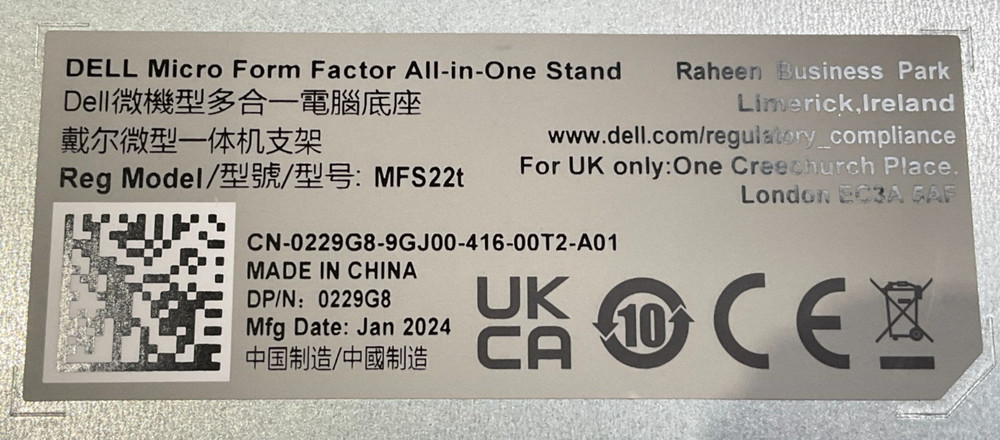 DELL Micro Form Factor All-in-One Stand
Dell微機型多合一電腦底座
戴尔微型一体机支架
Reg Model/型號/型号: MFS22t
Raheen Business Park
Limerick,Ireland
www.dell.com/regulatory_compliance
For UK only:One Creechurch Place.
London EC3A 5AF
CN-0229G8-9GJ00-416-00T2-A01
MADE IN CHINA
DP/N: 0229G8
Mfg Date: Jan 2024
中国制造/中國製造
UK
CA
10
CE